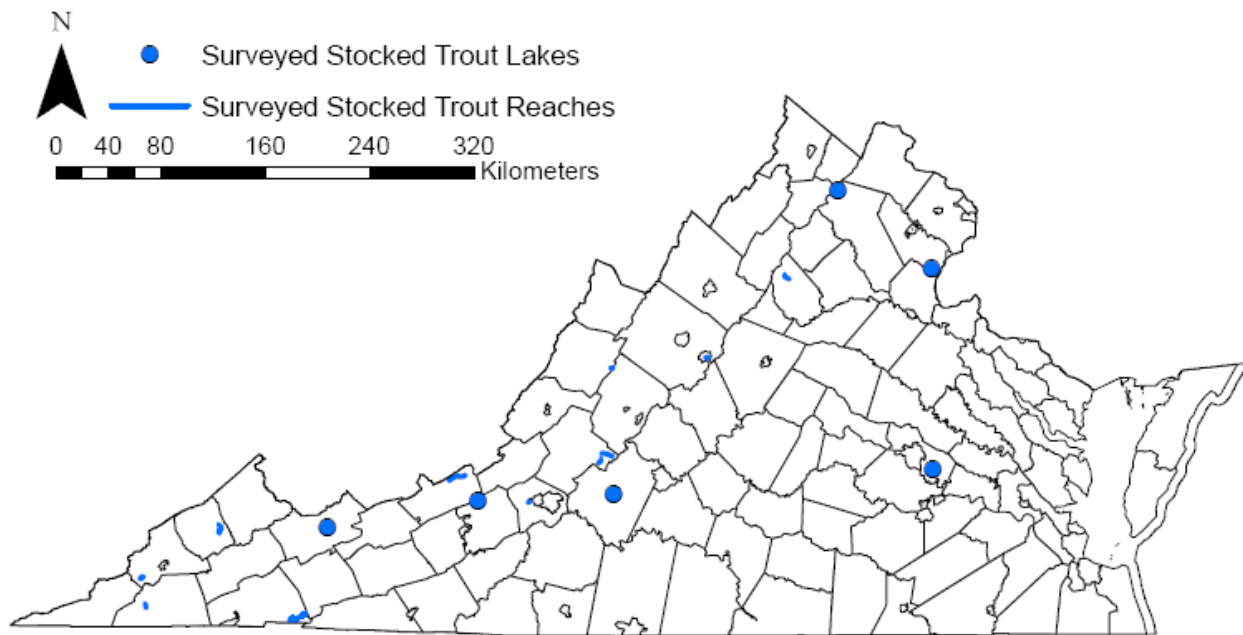 N
Surveyed Stocked Trout Lakes
Surveyed Stocked Trout Reaches
0 40 80 160 240 320
Kilometers